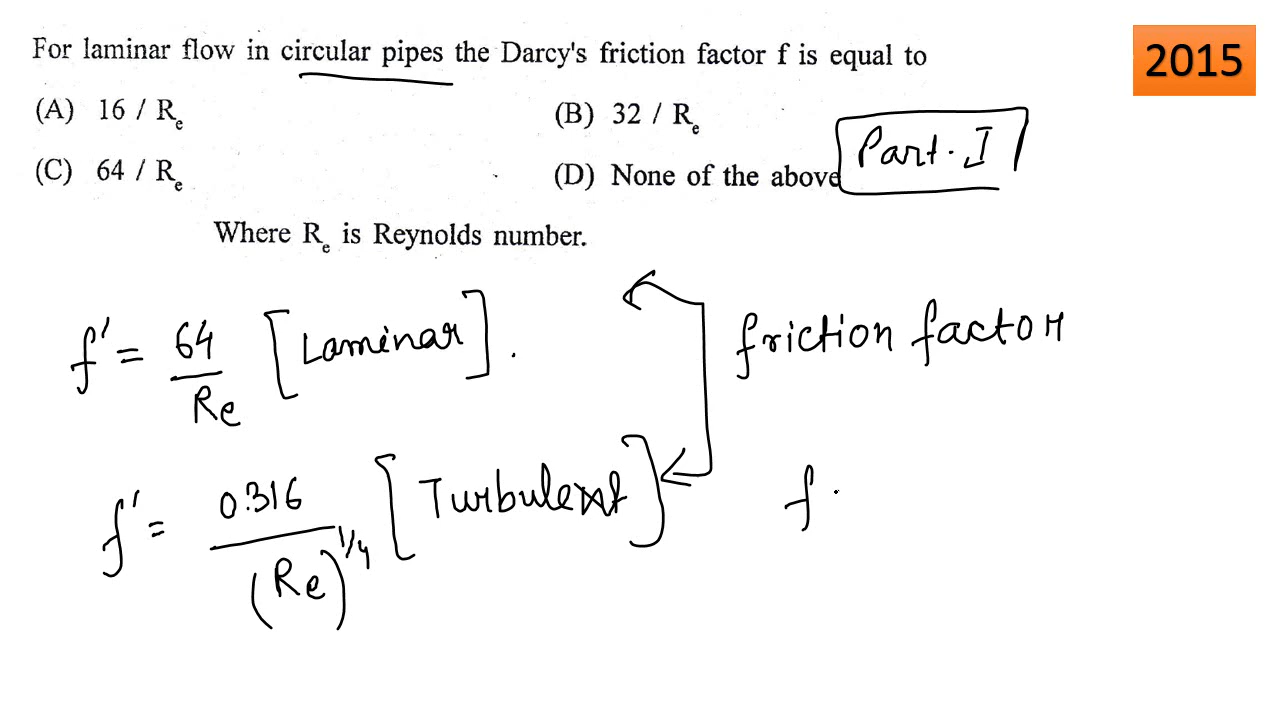 For laminar flow in circular pipes the Darcy's friction factor f is equal to
2015
(A) 16 / Re
(B) 32 / Re
(C) 64 / Re
(D) None of the above
Part. I
Where Re is Reynolds number.
f' = 64 / Re [Laminar].
friction factor
f' = 0.316 / (Re)^1/4 [Turbulent]
f.